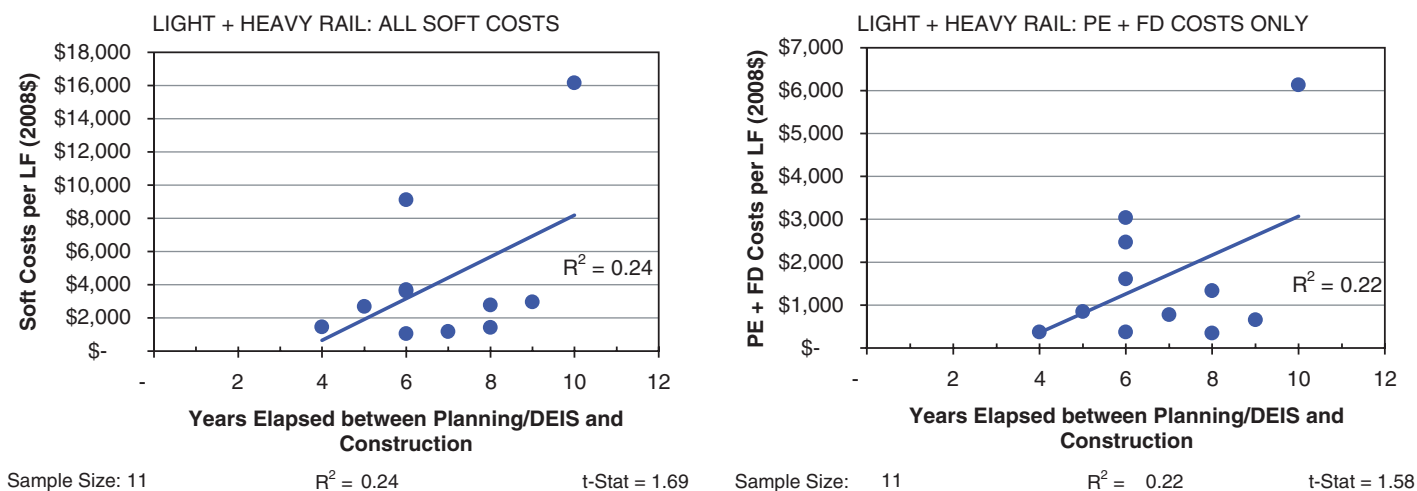 LIGHT + HEAVY RAIL: ALL SOFT COSTS
Soft Costs per LF (2008$)
$18,000
$16,000
$14,000
$12,000
$10,000
$8,000
$6,000
$4,000
$2,000
$-
R² = 0.24
- 2 4 6 8 10 12
Years Elapsed between Planning/DEIS and
Construction
Sample Size: 11 R² = 0.24 t-Stat = 1.69
LIGHT + HEAVY RAIL: PE + FD COSTS ONLY
PE + FD Costs per LF (2008$)
$7,000
$6,000
$5,000
$4,000
$3,000
$2,000
$1,000
$-
R² = 0.22
- 2 4 6 8 10 12
Years Elapsed between Planning/DEIS and
Construction
Sample Size: 11 R² = 0.22 t-Stat = 1.58